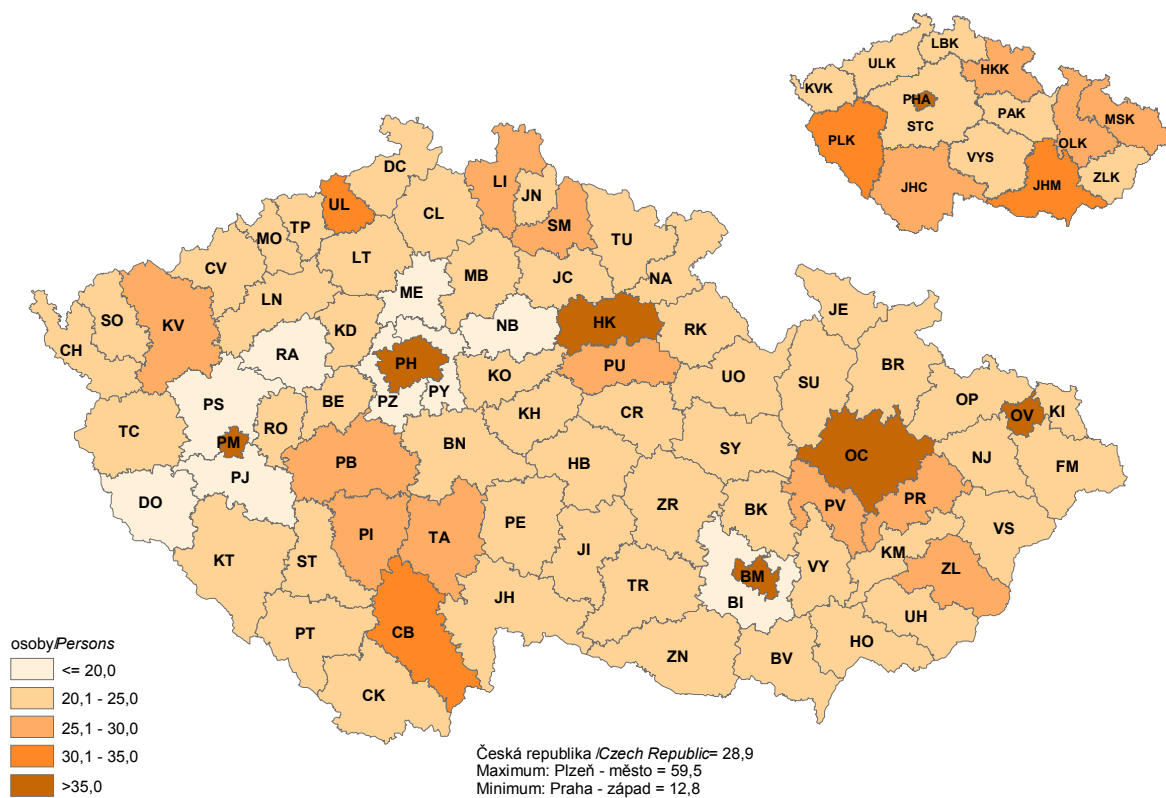 LBK
ULK
HKK
KVK
PHA
PAK
MSK
STC
PLK
OLK
VYS
ZLK
JHC
JHM
DC
LI
JN
UL
CL
SM
TP
MO
TU
LT
CV
MB
JC
NA
ME
LN
SO
KV
NB
HK
RK
JE
KD
CH
RA
PH
PU
BR
PY
KO
UO
SU
PZ
OP
OV
KI
PS
BE
KH
CR
TC
RO
PM
BN
SY
OC
NJ
FM
PB
HB
PJ
DO
PV
PR
ZR
BK
PE
VS
PI
TA
KM
KT
ST
JI
VY
ZL
BM
TR
BI
JH
UH
PT
CB
HO
ZN
BV
CK
osoby/Persons
<= 20,0
20,1 - 25,0
25,1 - 30,0
30,1 - 35,0
>35,0
Česká republika /Czech Republic= 28,9
Maximum: Plzeň - město = 59,5
Minimum: Praha - západ = 12,8